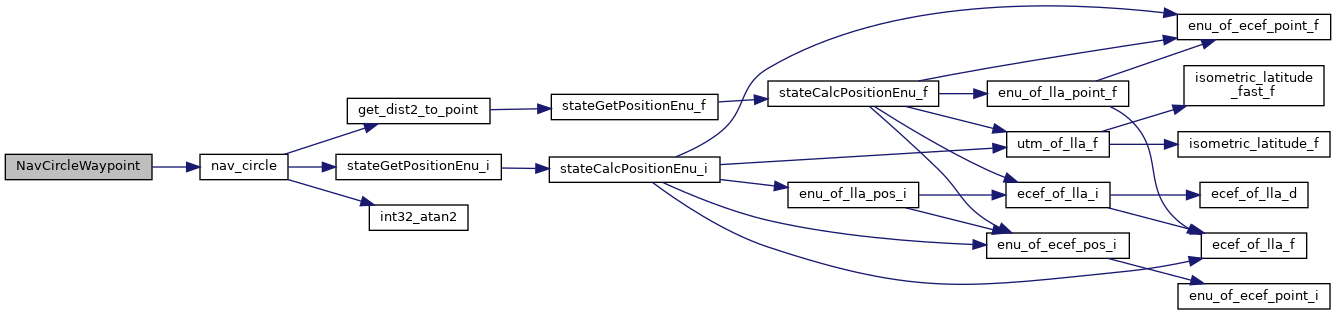 NavCircleWaypoint
nav_circle
get_dist2_to_point
stateGetPositionEnu_i
int32_atan2
stateGetPositionEnu_f
stateCalcPositionEnu_i
stateCalcPositionEnu_f
enu_of_lla_pos_i
enu_of_lla_point_f
utm_of_lla_f
ecef_of_lla_i
enu_of_ecef_pos_i
enu_of_ecef_point_f
isometric_latitude
_fast_f
isometric_latitude_f
ecef_of_lla_d
ecef_of_lla_f
enu_of_ecef_point_i